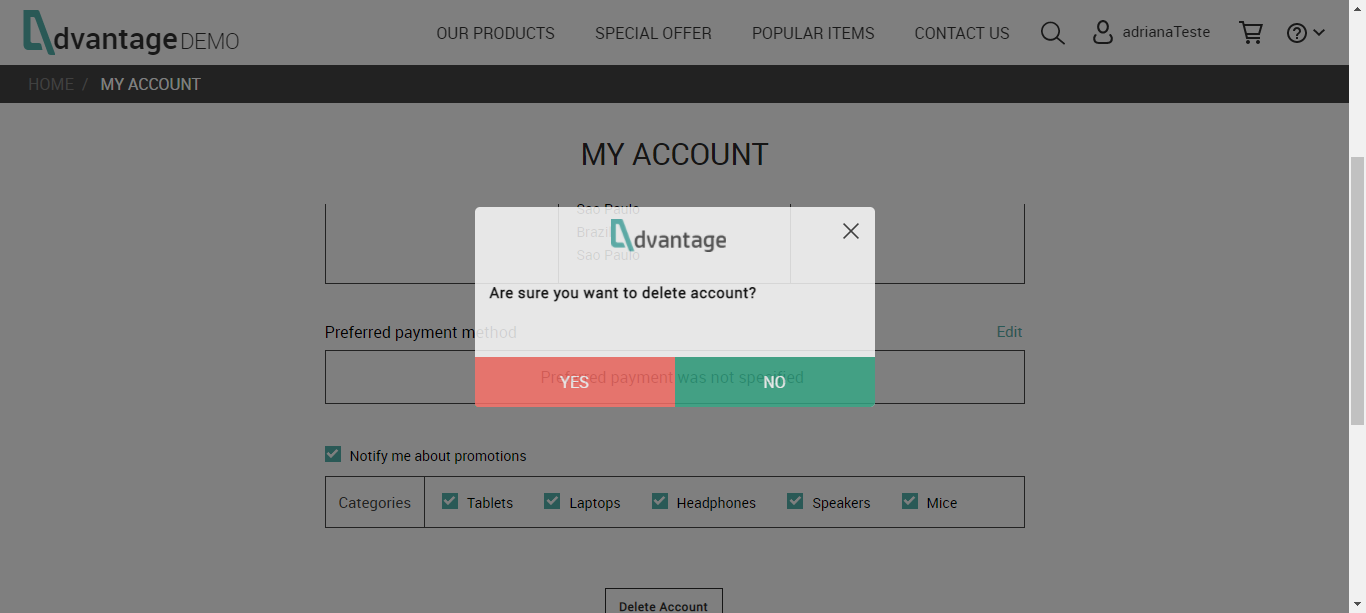 Advantage DEMO
OUR PRODUCTS SPECIAL OFFER POPULAR ITEMS CONTACT US adrianaTeste
HOME / MY ACCOUNT
MY ACCOUNT
Sao Paulo
Brazil
Sao Paulo
Advantage
Are sure you want to delete account?
Preferred payment method Edit
Preferred payment was not specified
YES NO
Notify me about promotions
Categories Tablets Laptops Headphones Speakers Mice
Delete Account